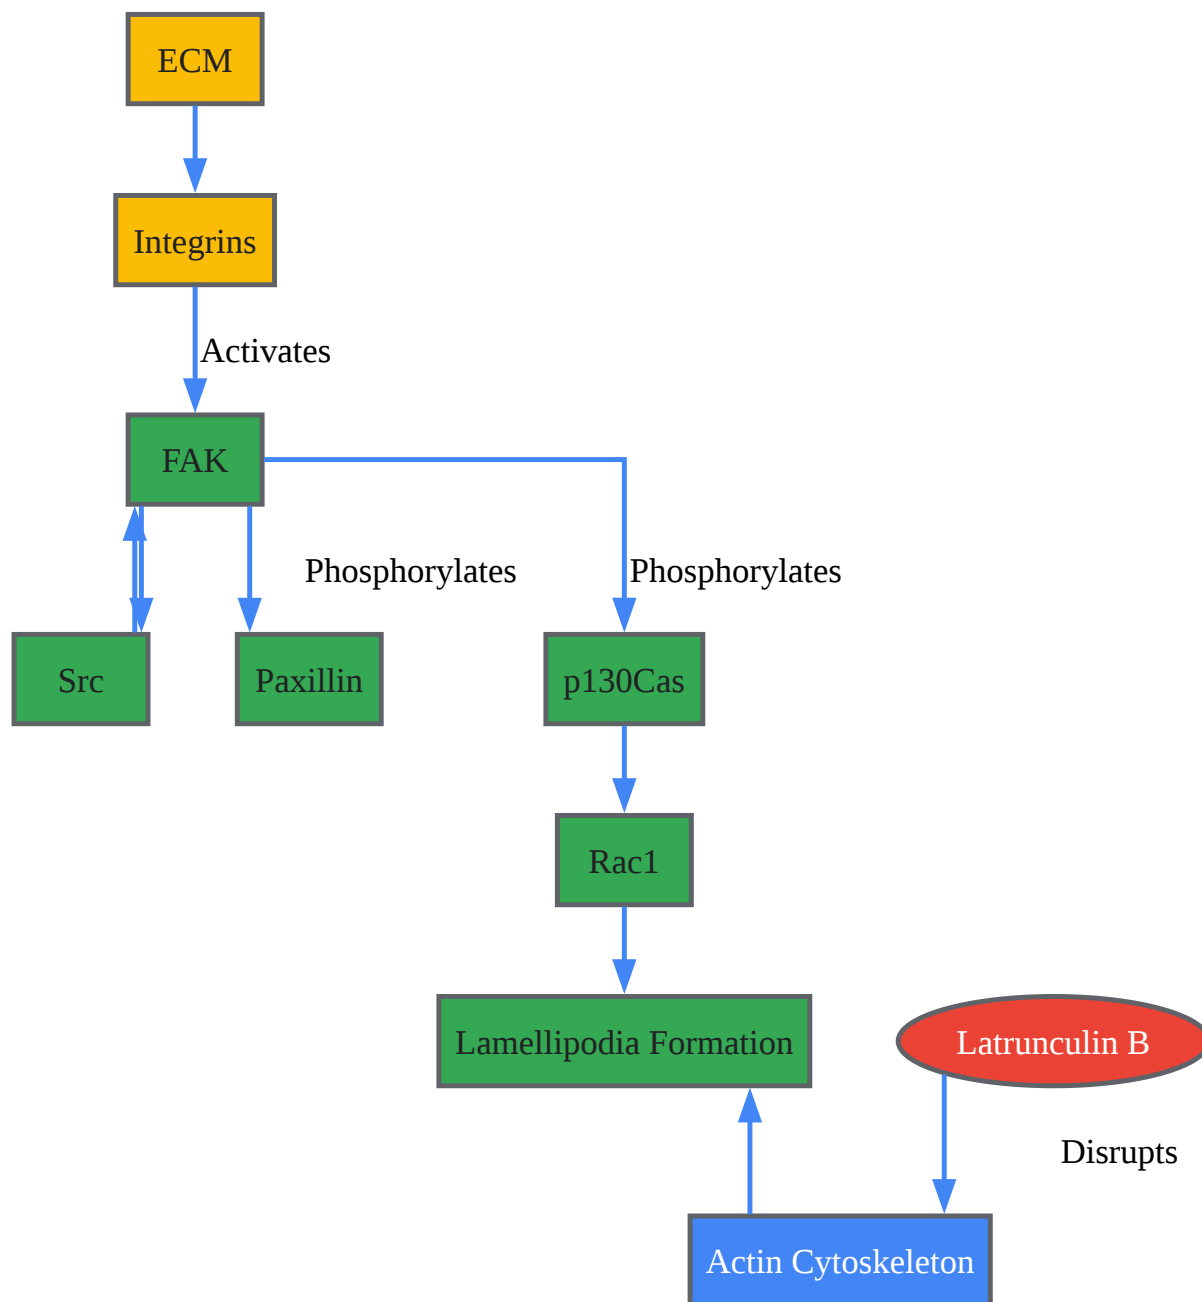 ECM
Integrins
Activates
FAK
Phosphorylates
Phosphorylates
Src
Paxillin
p130Cas
Rac1
Lamellipodia Formation
Latrunculin B
Disrupts
Actin Cytoskeleton